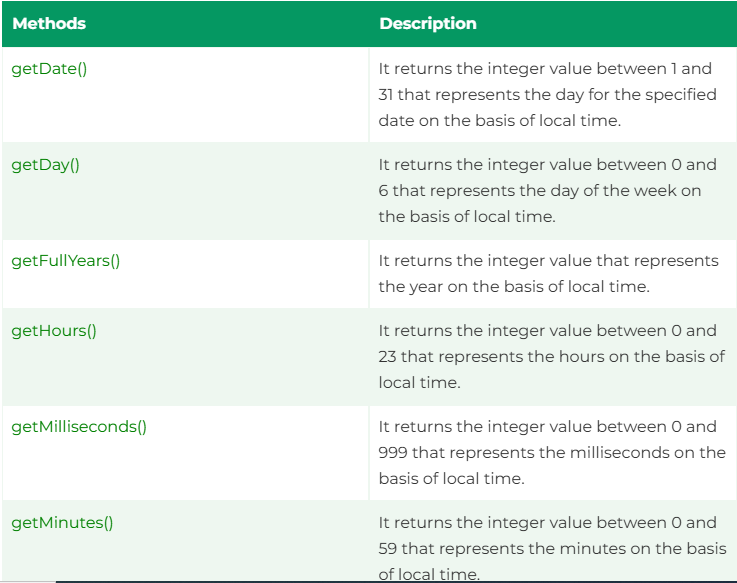 Methods Description
getDate() It returns the integer value between 1 and
31 that represents the day for the specified
date on the basis of local time.
getDay() It returns the integer value between 0 and
6 that represents the day of the week on
the basis of local time.
getFullYears() It returns the integer value that represents
the year on the basis of local time.
getHours() It returns the integer value between 0 and
23 that represents the hours on the basis of
local time.
getMilliseconds() It returns the integer value between 0 and
999 that represents the milliseconds on the
basis of local time.
getMinutes() It returns the integer value between 0 and
59 that represents the minutes on the basis
of local time.